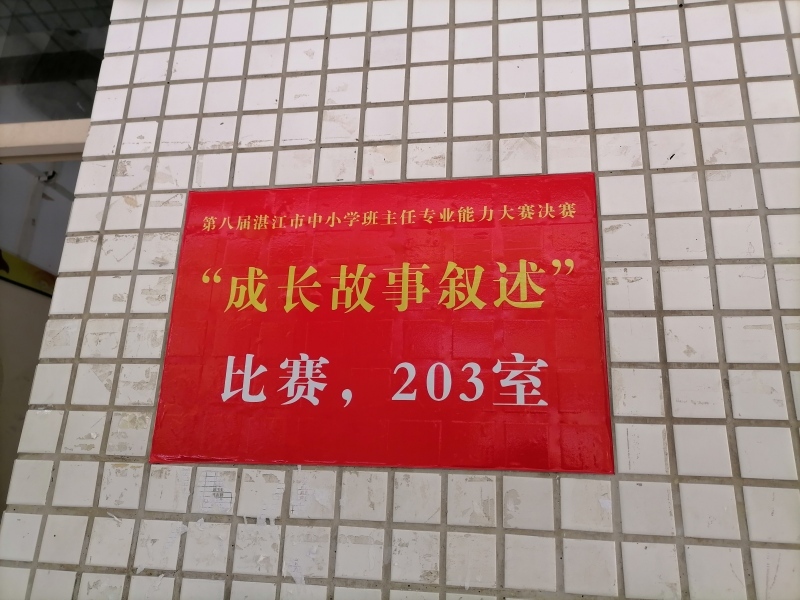 第八届湛江市中小学班主任专业能力大赛决赛
“成长故事叙述”
比赛，203室